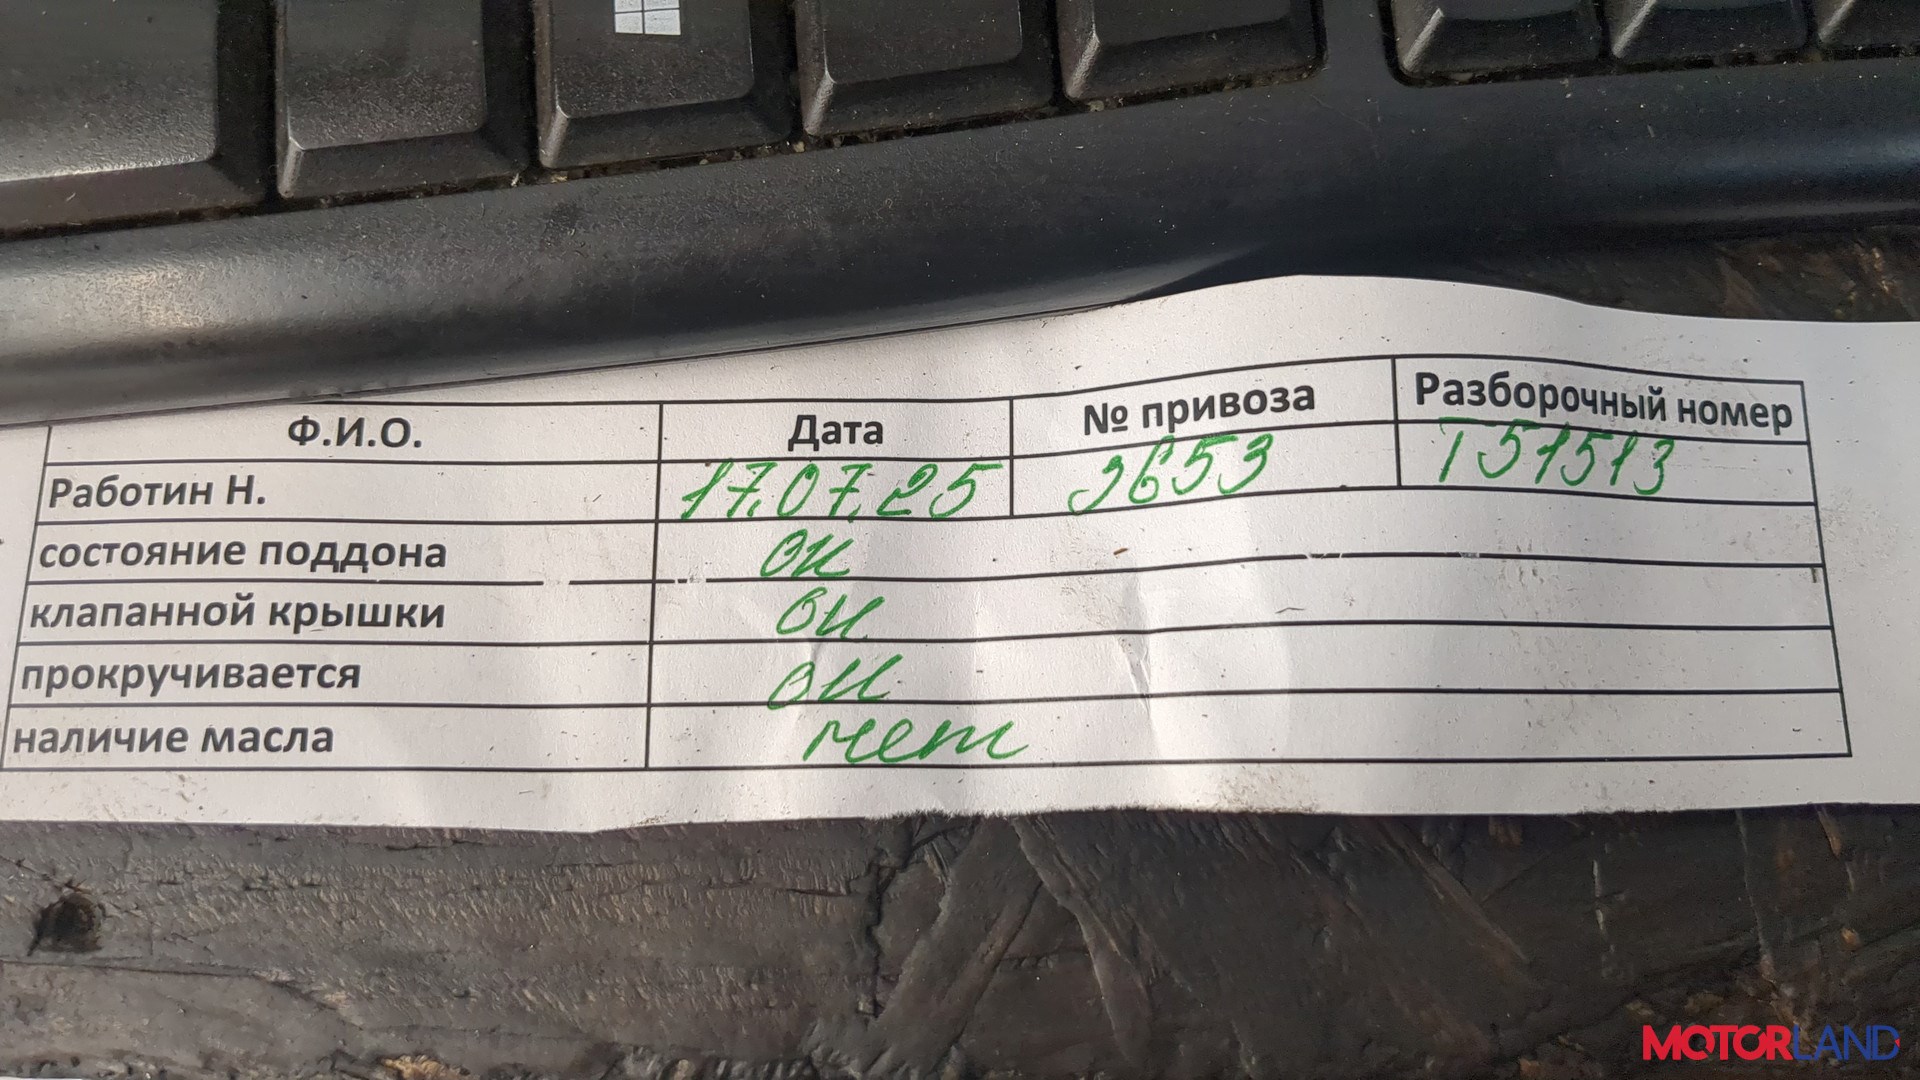 Ф.И.О. Дата № привоза Разборочный номер
Работин Н. 17.07.25 9653 T51513
состояние поддона ок
клапанной крышки ок
прокручивается ок
наличие масла нет
MOTORLAND